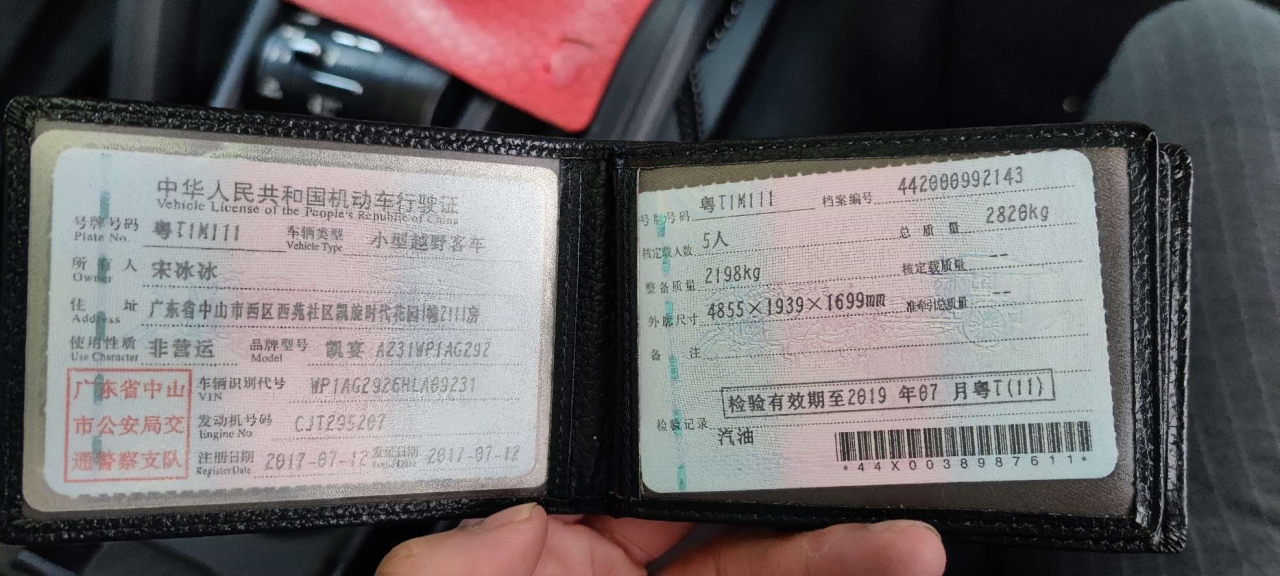 中华人民共和国机动车行驶证
Vehicle License of the People's Republic of China
号牌号码 粤T1M111 车辆类型 小型越野客车
Plate No. Vehicle Type
所有人 宋冰冰
Owner
住址 广东省中山市西区西苑社区凯旋时代花园1幢2111房
Address
使用性质 非营运 品牌型号 凯宴 WP1AG292
Use Character Model
广东省中山
市公安局交
通警察支队
车辆识别代号
VIN
发动机号码 CJT295207
Engine No.
注册日期 2017-07-12 发证日期 2017-07-12
Register Date Issue Date
号牌号码 粤T1M111 档案编号 442000992143
核定载人数 5人 总质量 2820kg
整备质量 2198kg 核定载质量 --
外廓尺寸 4855×1939×1699mm 准牵引总质量 --
备注
检验有效期至2019年07月粤T(11)
检验记录
汽油
*44X0038987611*